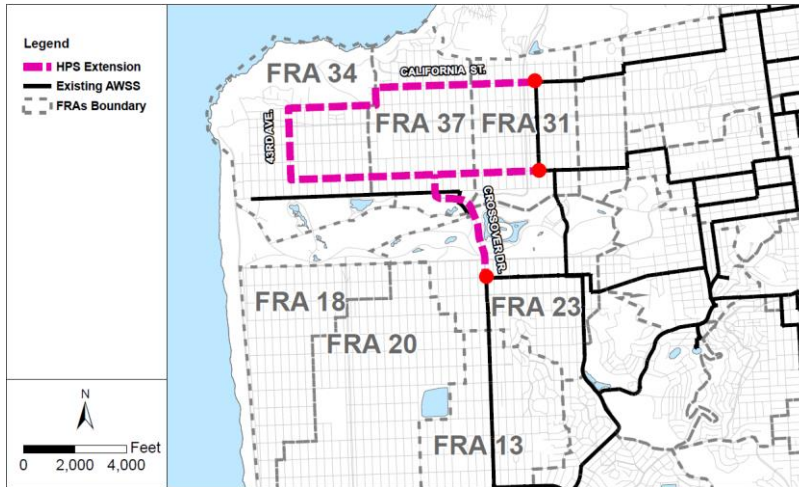 Legend
HPS Extension
Existing AWSS
FRAs Boundary
FRA 34
CALIFORNIA ST.
43RD AVE.
FRA 37
FRA 31
CROSSOVER DR.
FRA 18
FRA 23
FRA 20
FRA 13
N
Feet
0 2,000 4,000